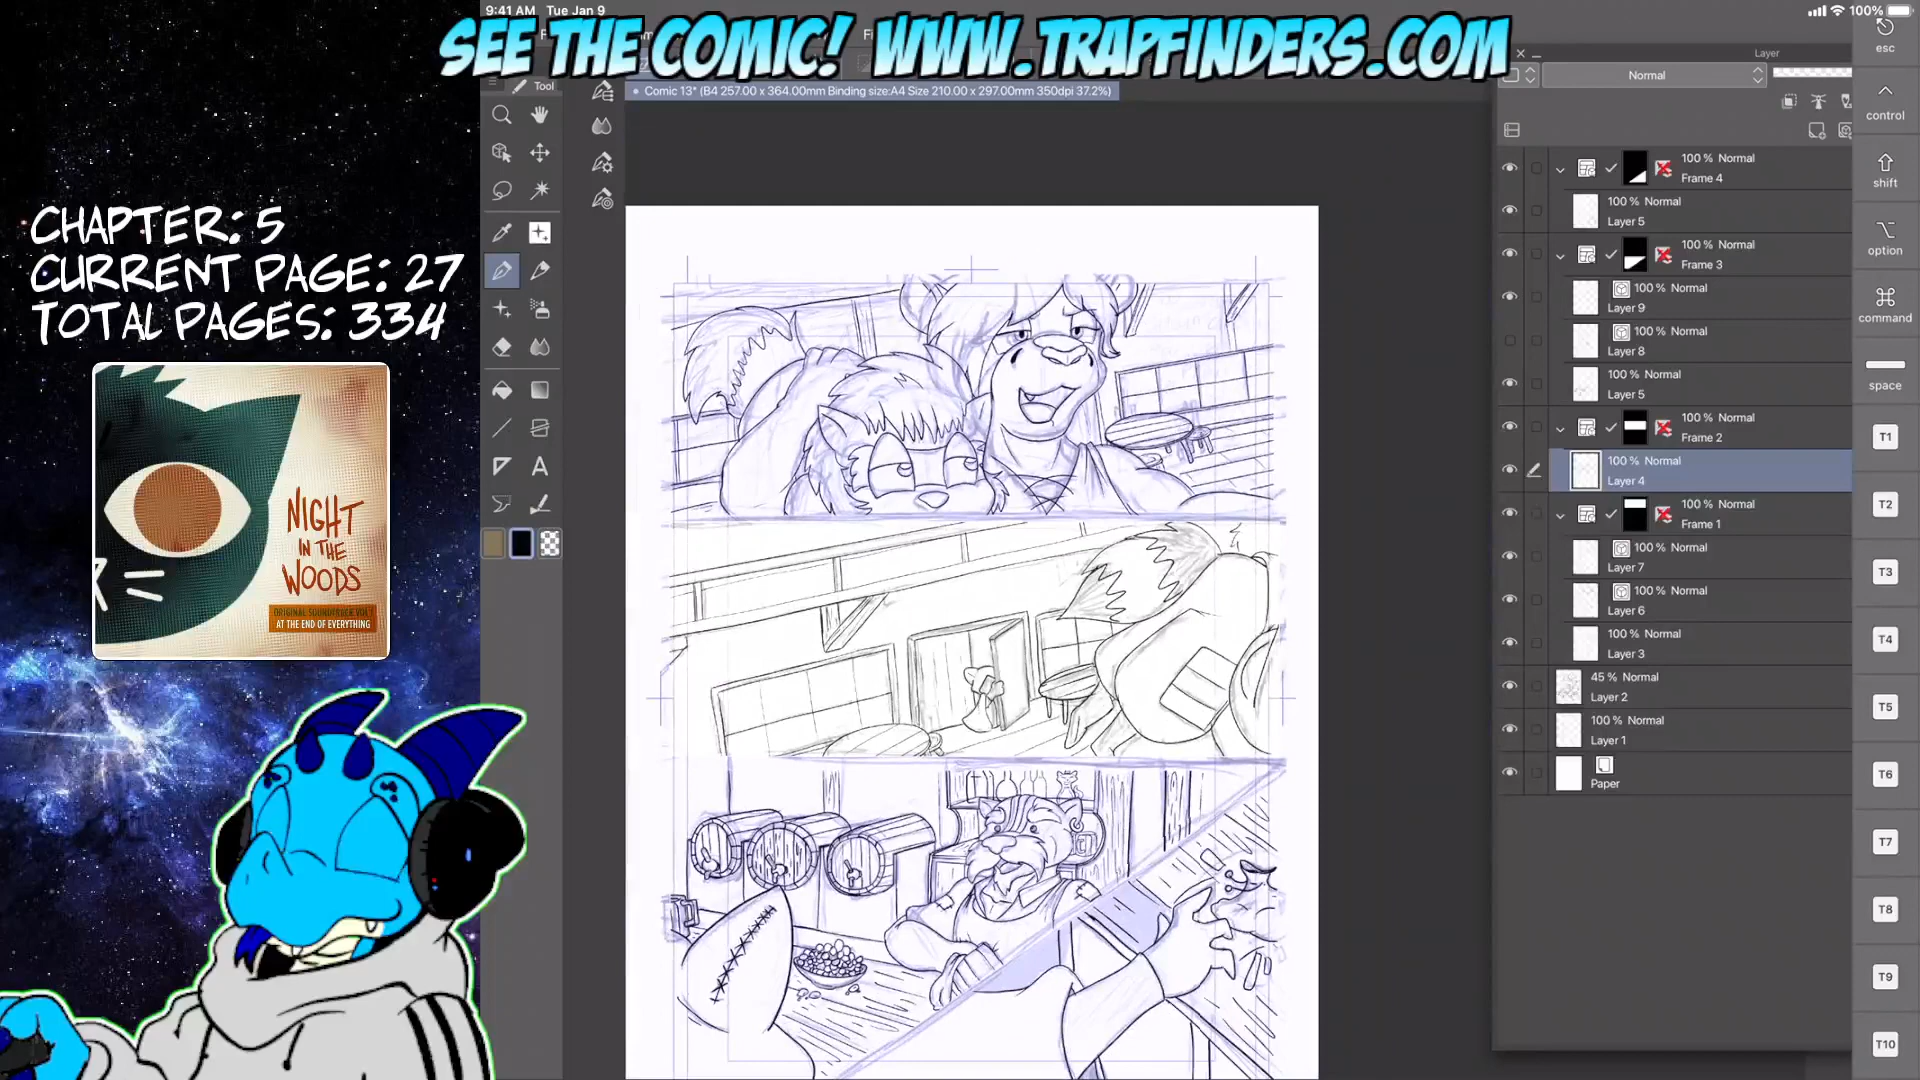 9:41 AM Tue Jan 9
100%
SEE THE COMIC! WWW.TRAPFINDERS.COM
Tool
Comic 13* (B4 257.00 x 364.00mm Binding size:A4 Size 210.00 x 297.00mm 350dpi 37.2%)
CHAPTER: 5
CURRENT PAGE: 27
TOTAL PAGES: 334
NIGHT
IN THE
WOODS
ORIGINAL SOUNDTRACK VOL 1
AT THE END OF EVERYTHING
A
Layer
Normal
100 % Normal
Frame 4
100 % Normal
Layer 5
100 % Normal
Frame 3
100 % Normal
Layer 9
100 % Normal
Layer 8
100 % Normal
Layer 5
100 % Normal
Frame 2
100 % Normal
Layer 4
100 % Normal
Frame 1
100 % Normal
Layer 7
100 % Normal
Layer 6
100 % Normal
Layer 3
45 % Normal
Layer 2
100 % Normal
Layer 1
Paper
esc
control
shift
option
command
space
T1
T2
T3
T4
T5
T6
T7
T8
T9
T10